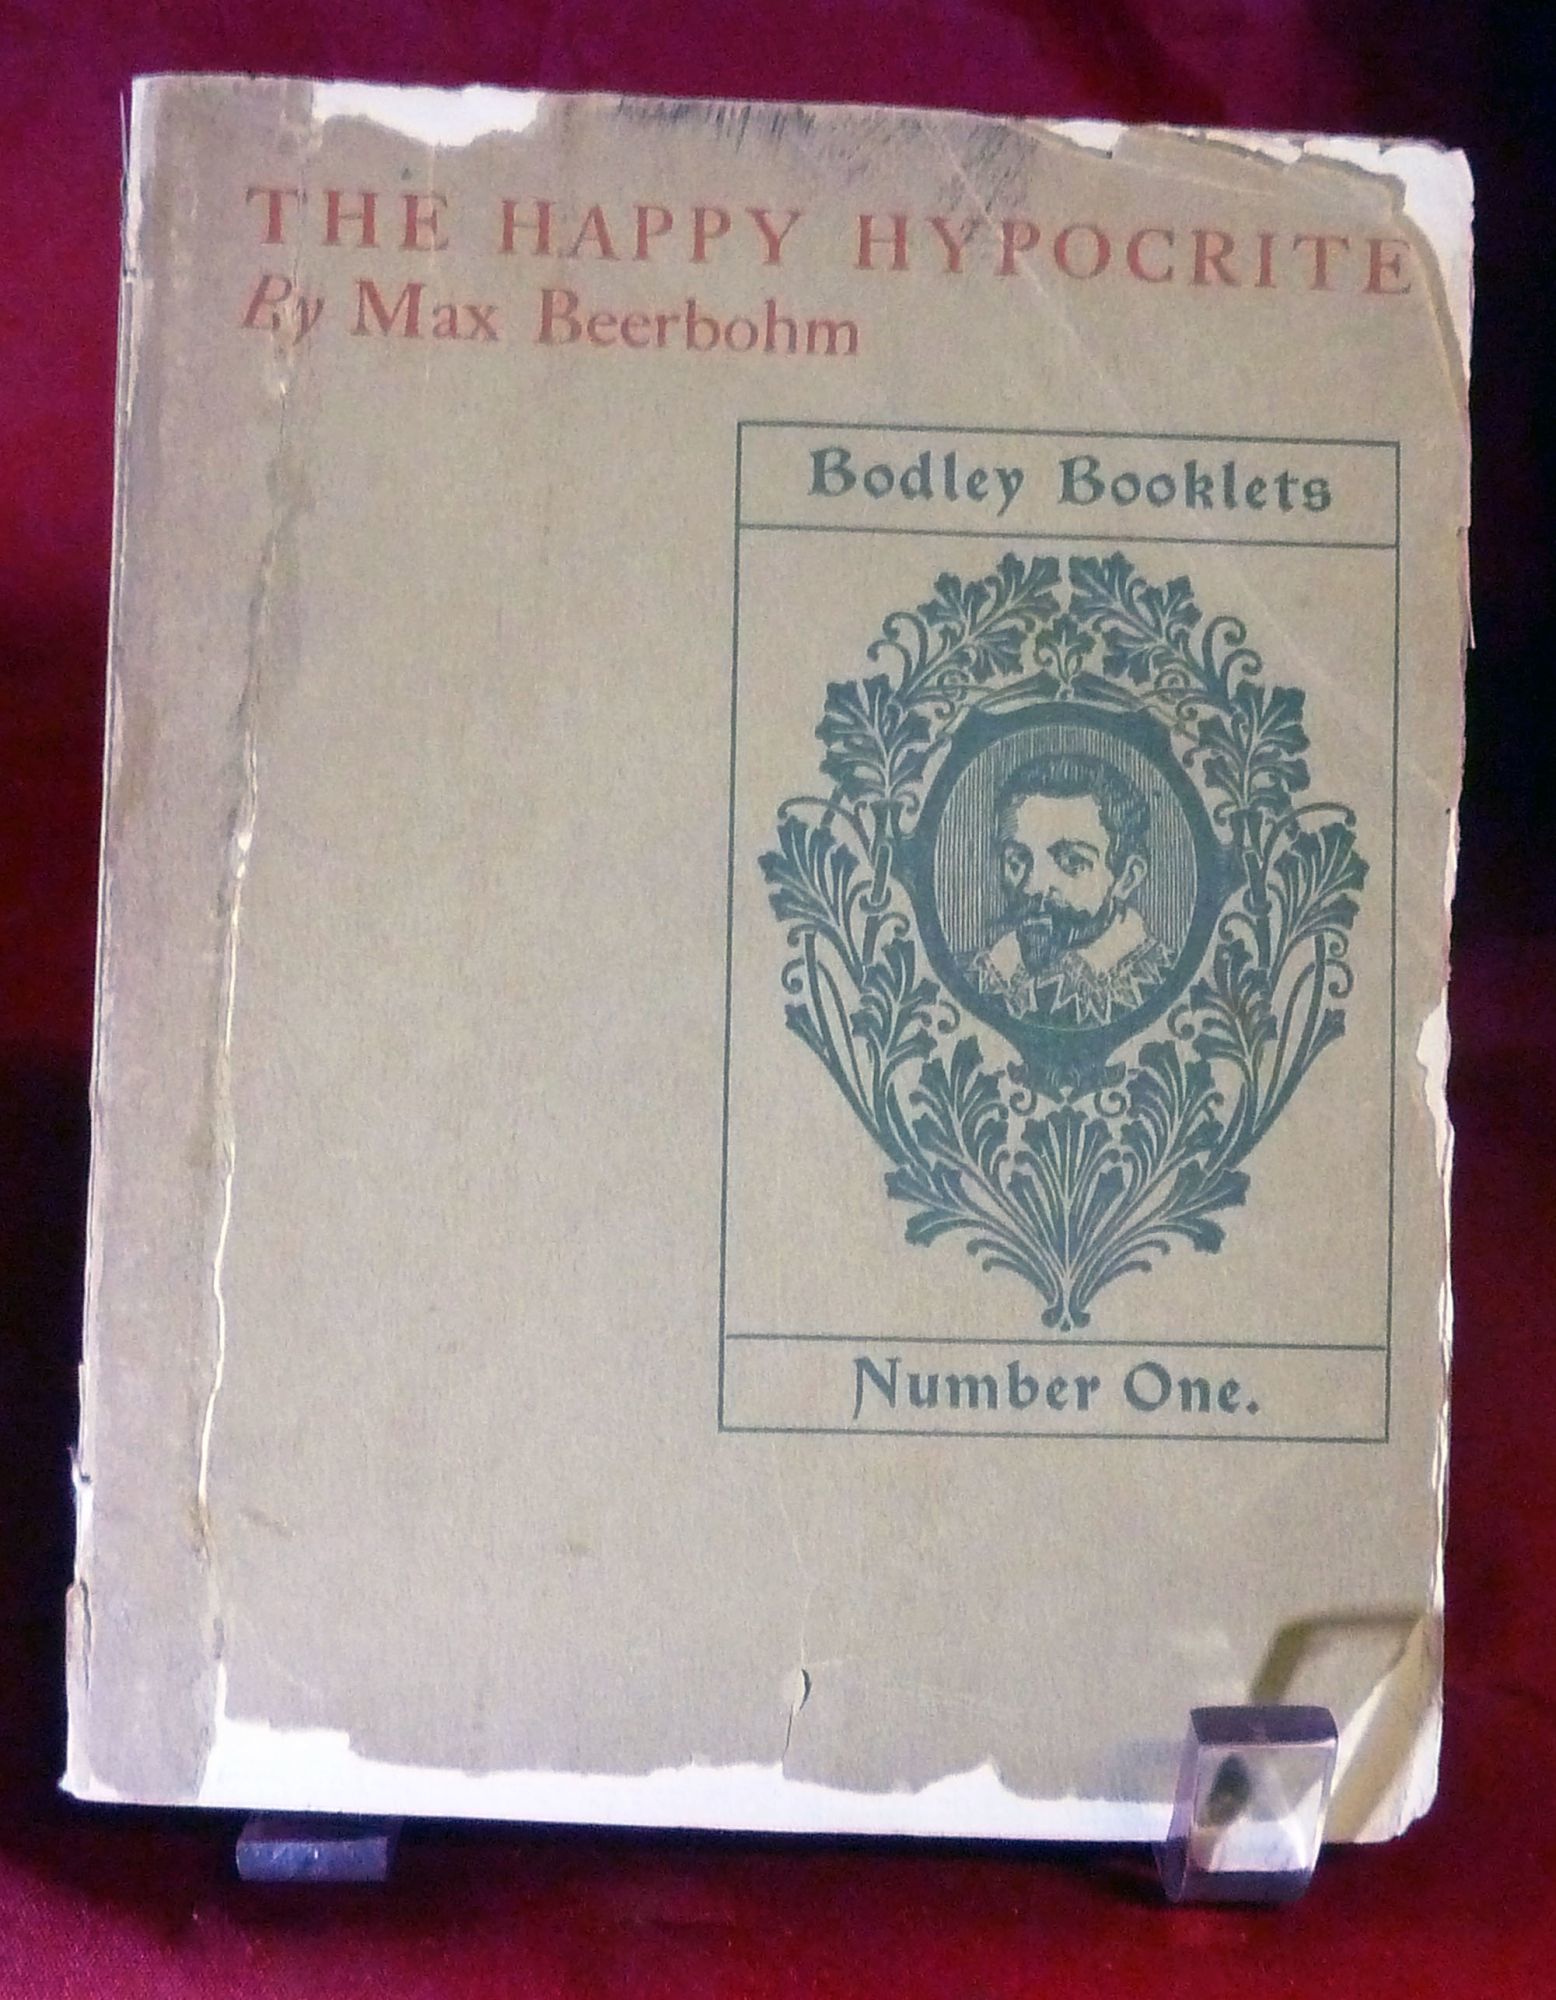 THE HAPPY HYPOCRITE
By Max Beerbohm
Bodley Booklets
Number One.